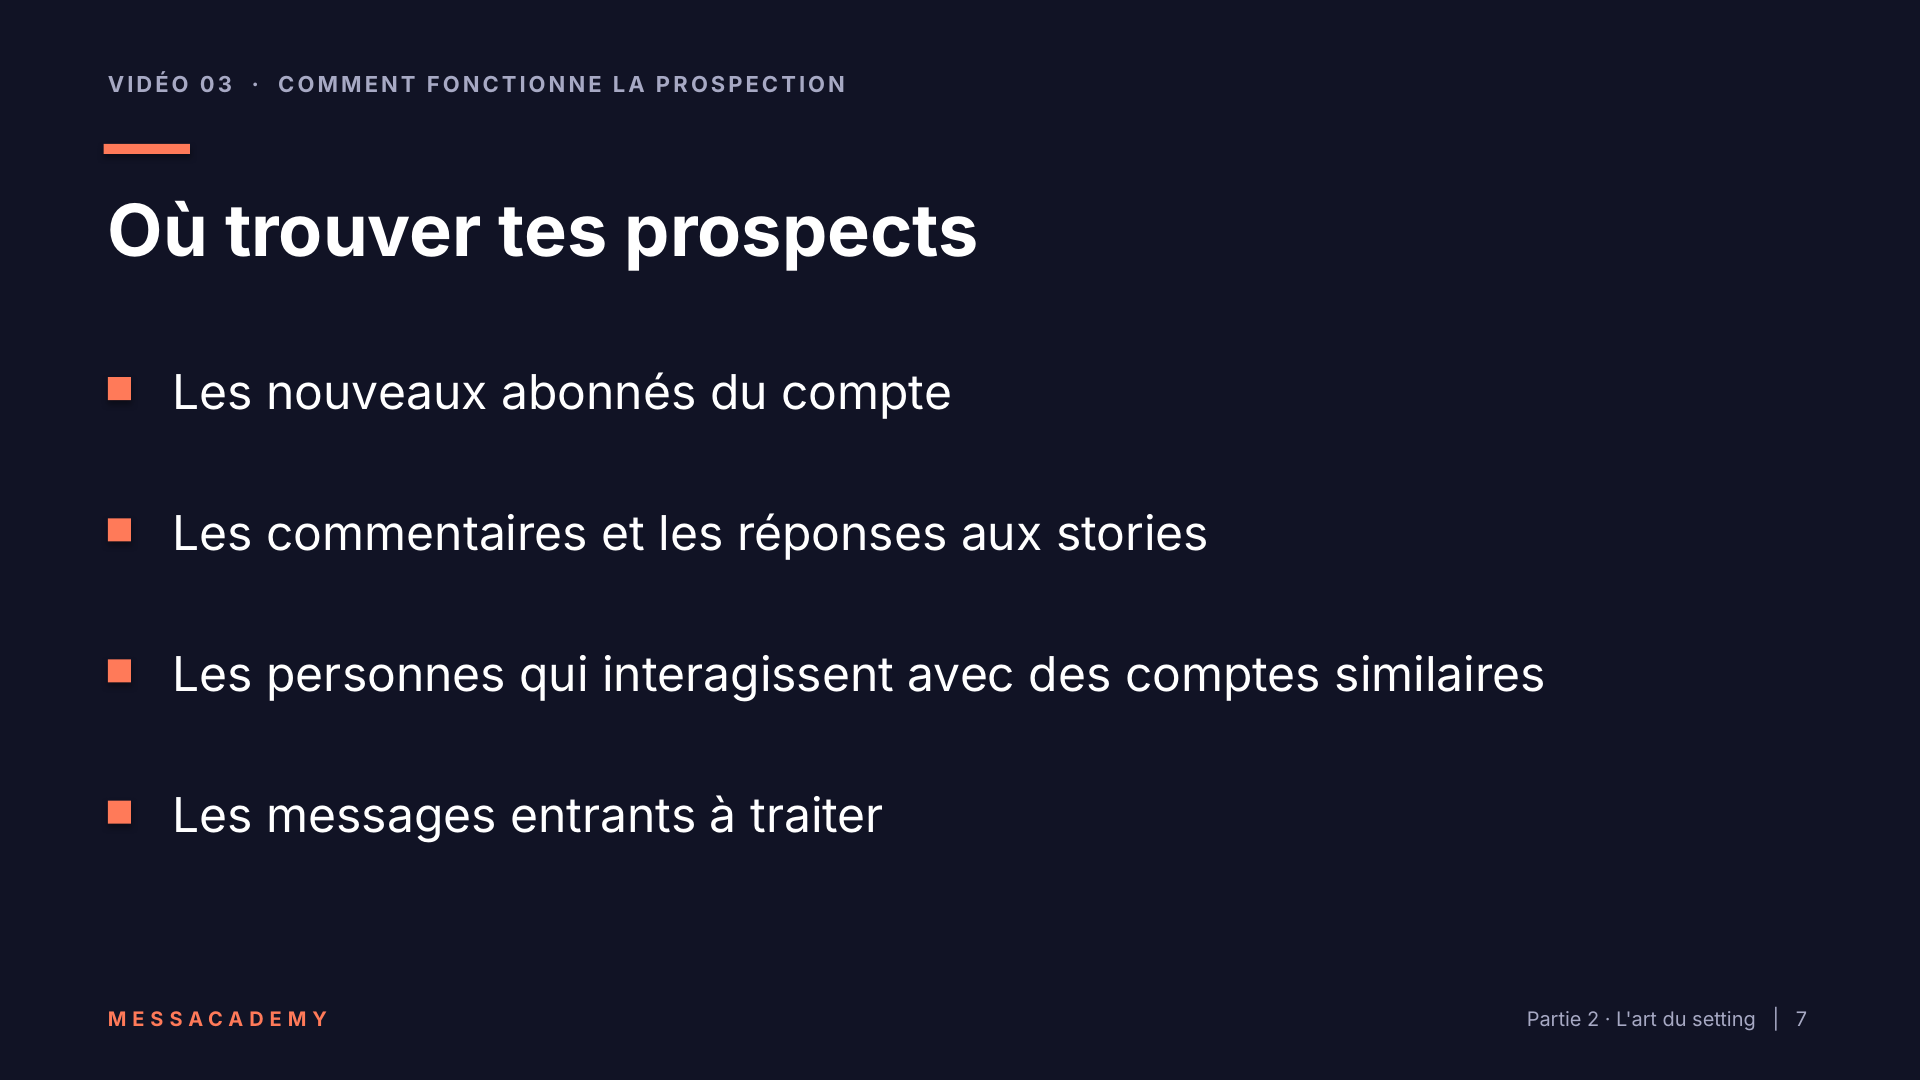 VIDÉO 03 · COMMENT FONCTIONNE LA PROSPECTION
Où trouver tes prospects
Les nouveaux abonnés du compte
Les commentaires et les réponses aux stories
Les personnes qui interagissent avec des comptes similaires
Les messages entrants à traiter
MESSACADEMY
Partie 2 · L'art du setting | 7